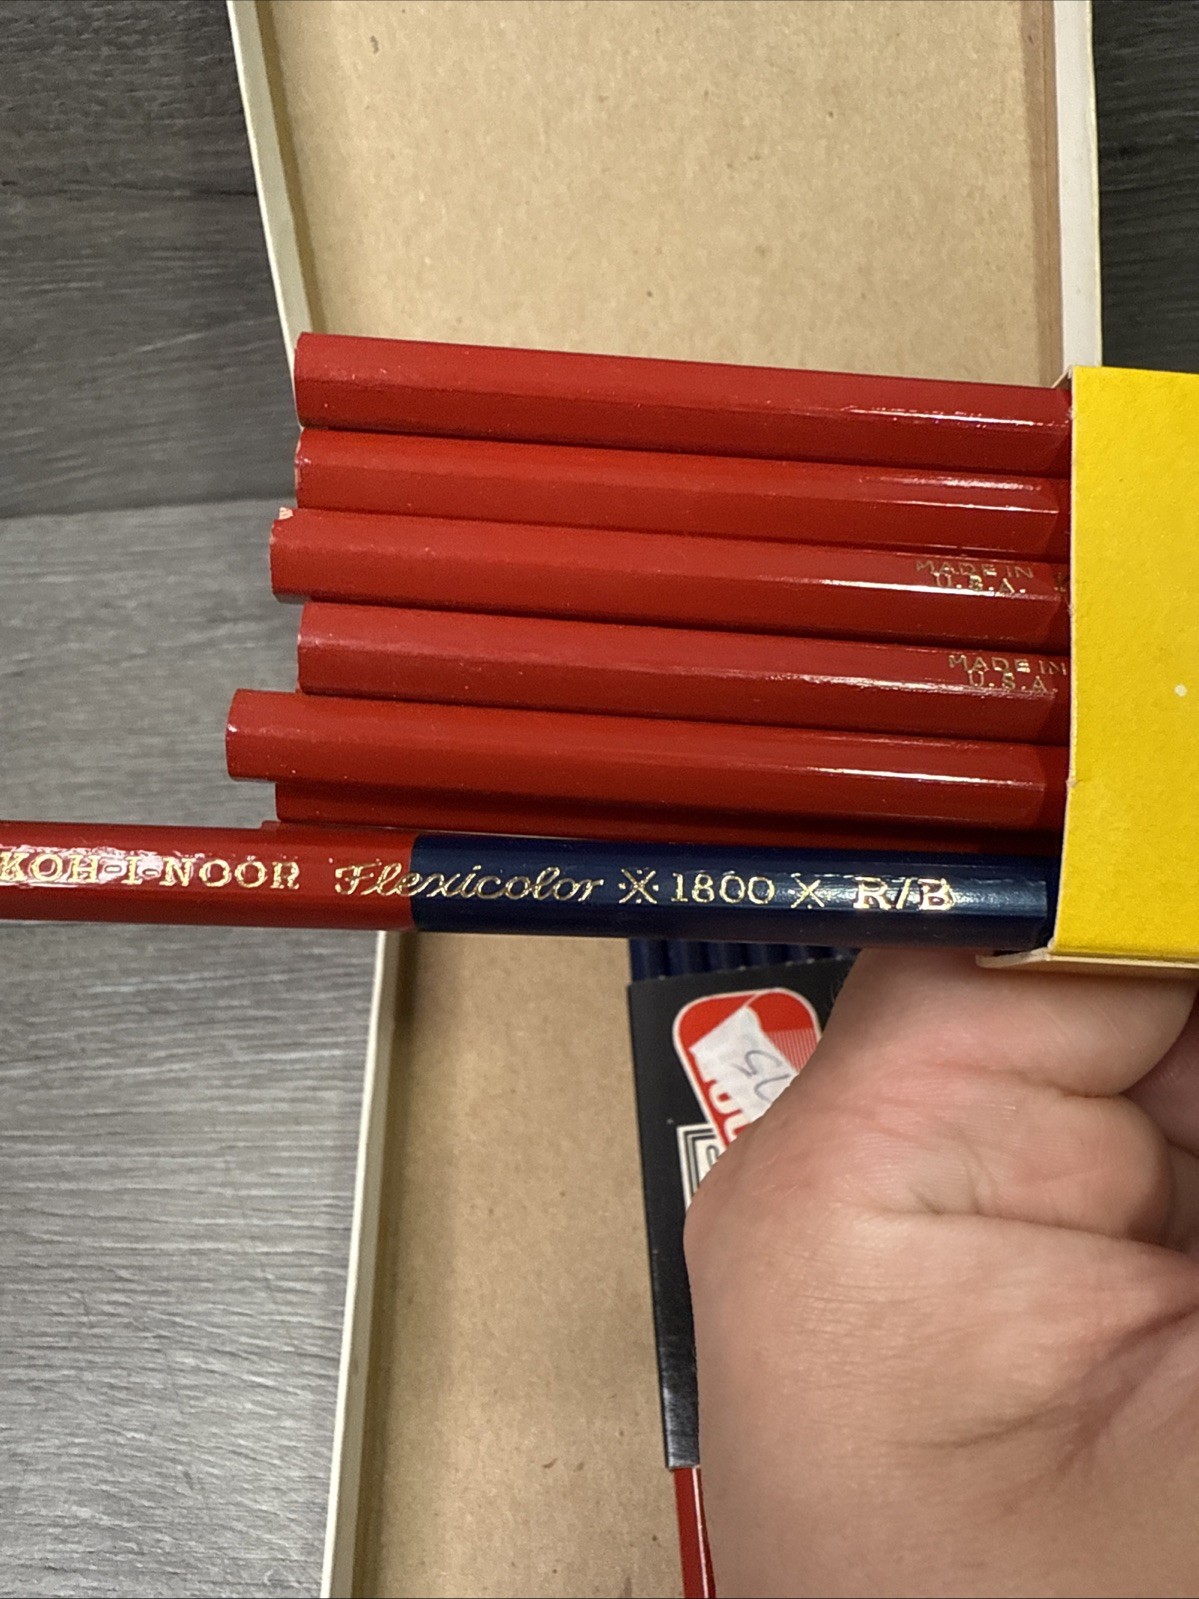 MADE IN
U.S.A.
MADE IN
U.S.A.
KOH-I-NOOR Flexicolor X 1800 X R/B